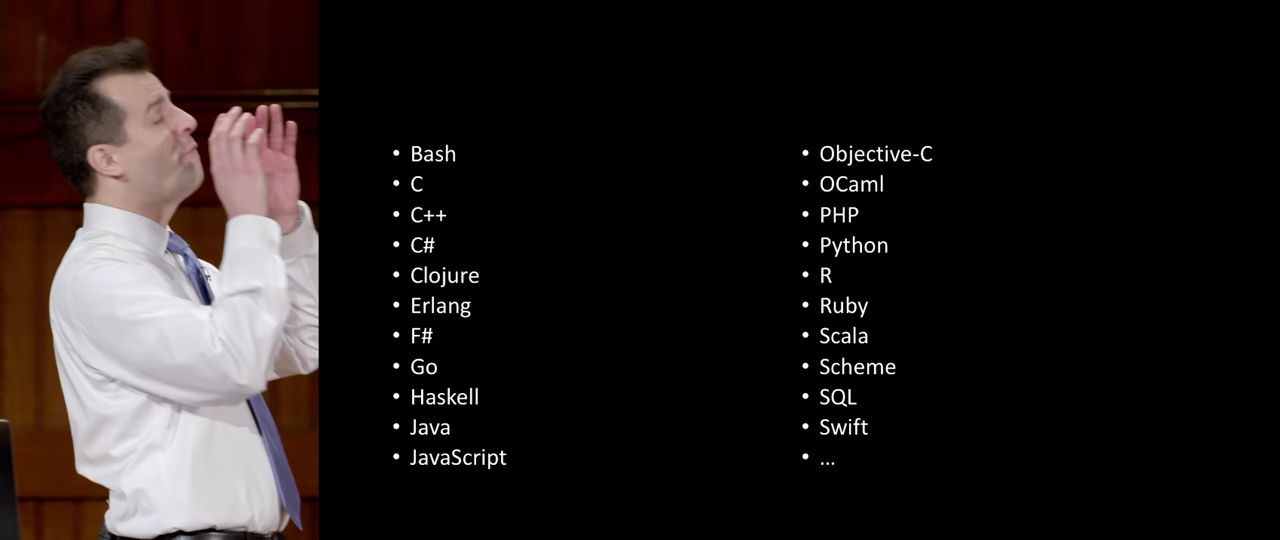 • Bash
• C
• C++
• C#
• Clojure
• Erlang
• F#
• Go
• Haskell
• Java
• JavaScript
• Objective-C
• OCaml
• PHP
• Python
• R
• Ruby
• Scala
• Scheme
• SQL
• Swift
• ...